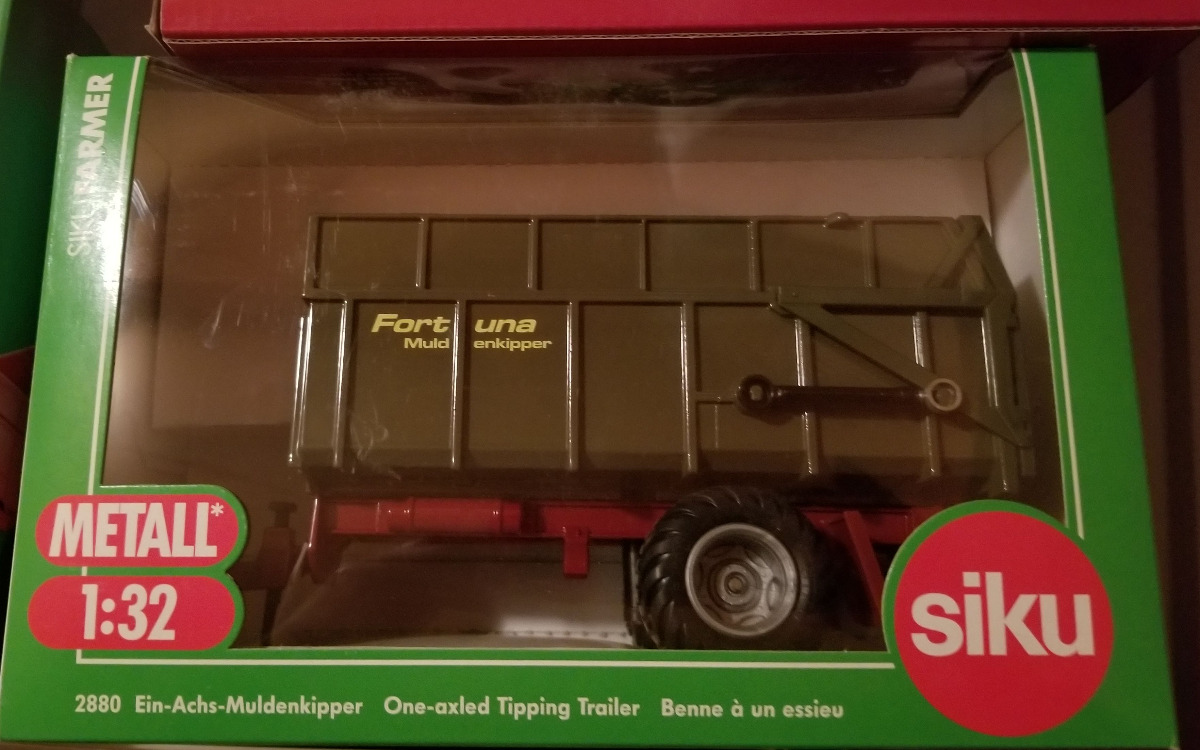 SIKUFARMER
Fortuna
Muldenkipper
METALL*
1:32
siku
2880 Ein-Achs-Muldenkipper One-axled Tipping Trailer Benne à un essieu